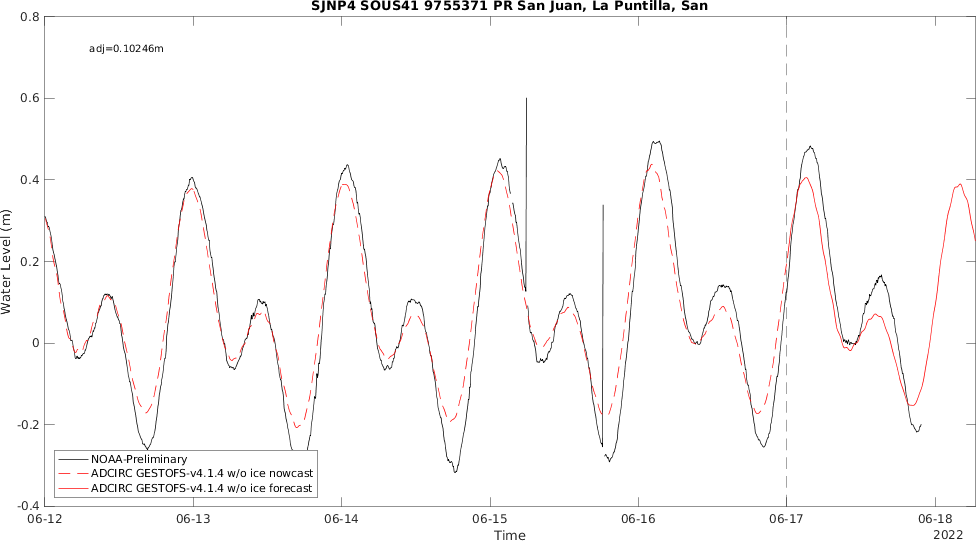 SJNP4 SOUS41 9755371 PR San Juan, La Puntilla, San
adj=0.10246m
0.8
0.6
0.4
0.2
0
-0.2
-0.4
Water Level (m)
NOAA-Preliminary
ADCIRC GESTOFS-v4.1.4 w/o ice nowcast
ADCIRC GESTOFS-v4.1.4 w/o ice forecast
06-12 06-13 06-14 06-15 06-16 06-17 06-18
Time
2022